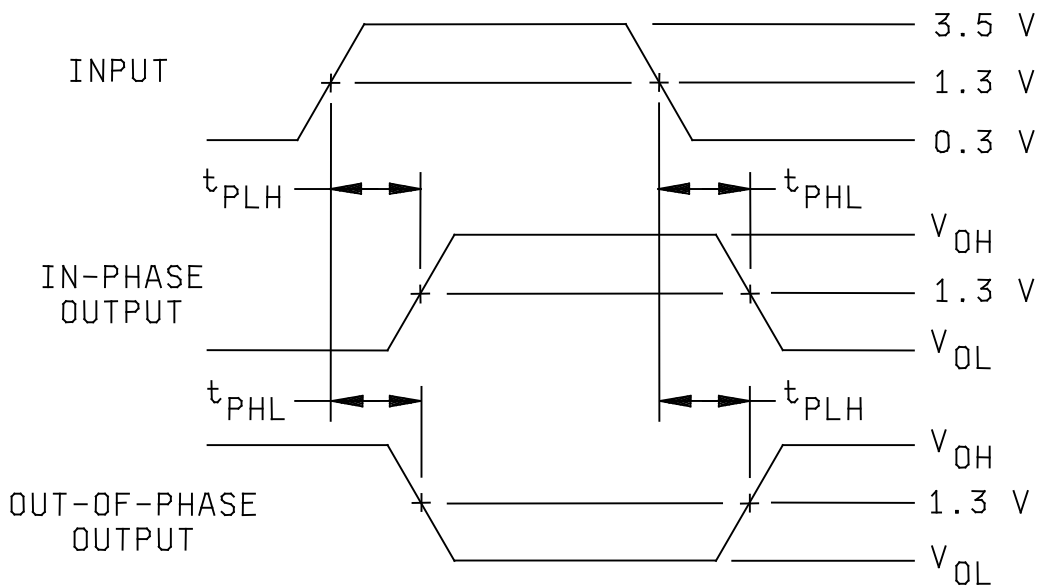 3.5 V
INPUT
1.3 V
0.3 V
tPLH
tPHL
VOH
IN-PHASE
OUTPUT
1.3 V
VOL
tPHL
tPLH
VOH
OUT-OF-PHASE
OUTPUT
1.3 V
VOL